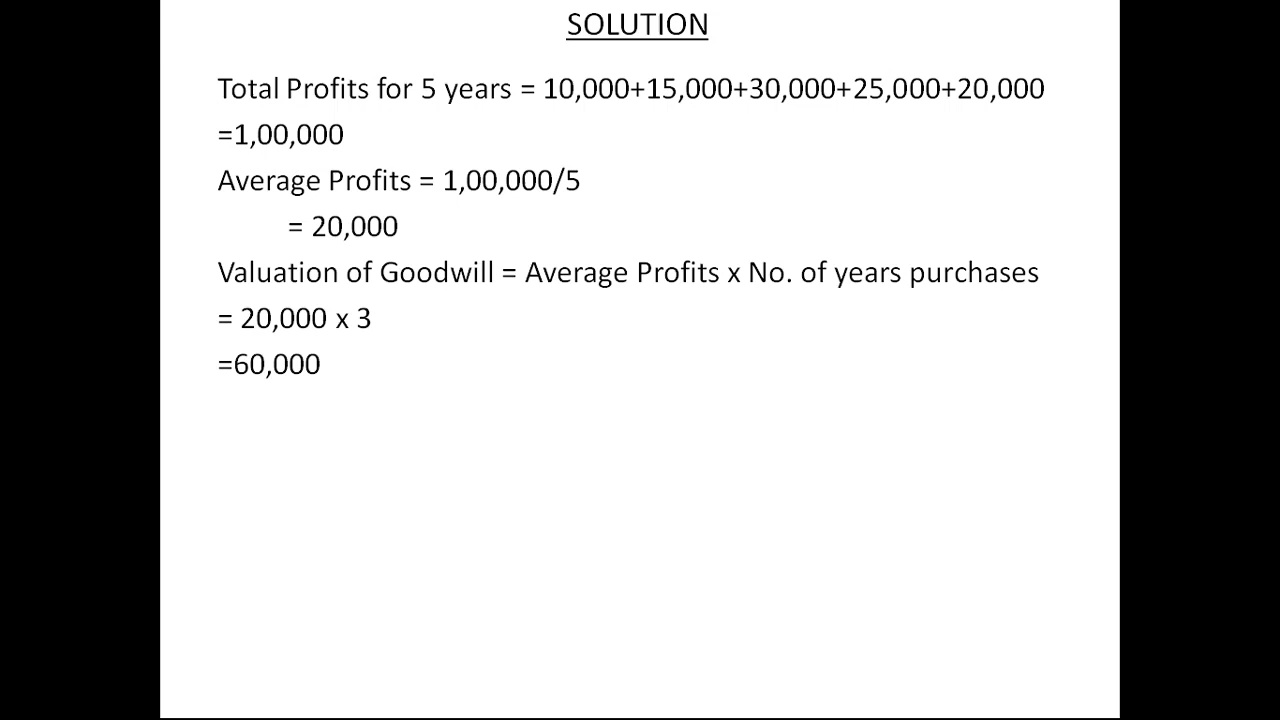 SOLUTION
Total Profits for 5 years = 10,000+15,000+30,000+25,000+20,000
=1,00,000
Average Profits = 1,00,000/5
= 20,000
Valuation of Goodwill = Average Profits x No. of years purchases
= 20,000 x 3
=60,000